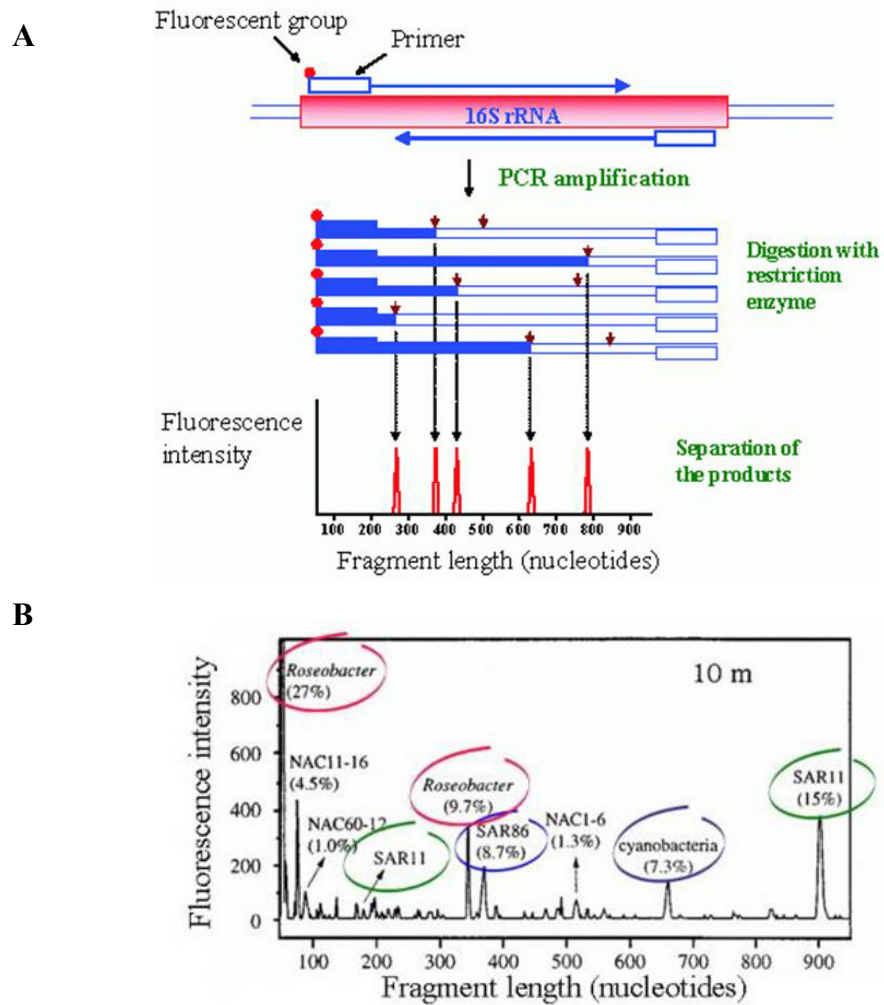 A
Fluorescent group
Primer
16S rRNA
PCR amplification
Digestion with
restriction
enzyme
Fluorescence
intensity
Separation of
the products
100 200 300 400 500 600 700 800 900
Fragment length (nucleotides)
B
Fluorescence intensity
800
600
400
200
0
10 m
Roseobacter
(27%)
NAC11-16
(4.5%)
NAC60-12
(1.0%)
SAR11
Roseobacter
(9.7%)
SAR86
(8.7%)
NAC1-6
(1.3%)
cyanobacteria
(7.3%)
SAR11
(15%)
100 200 300 400 500 600 700 800 900
Fragment length (nucleotides)